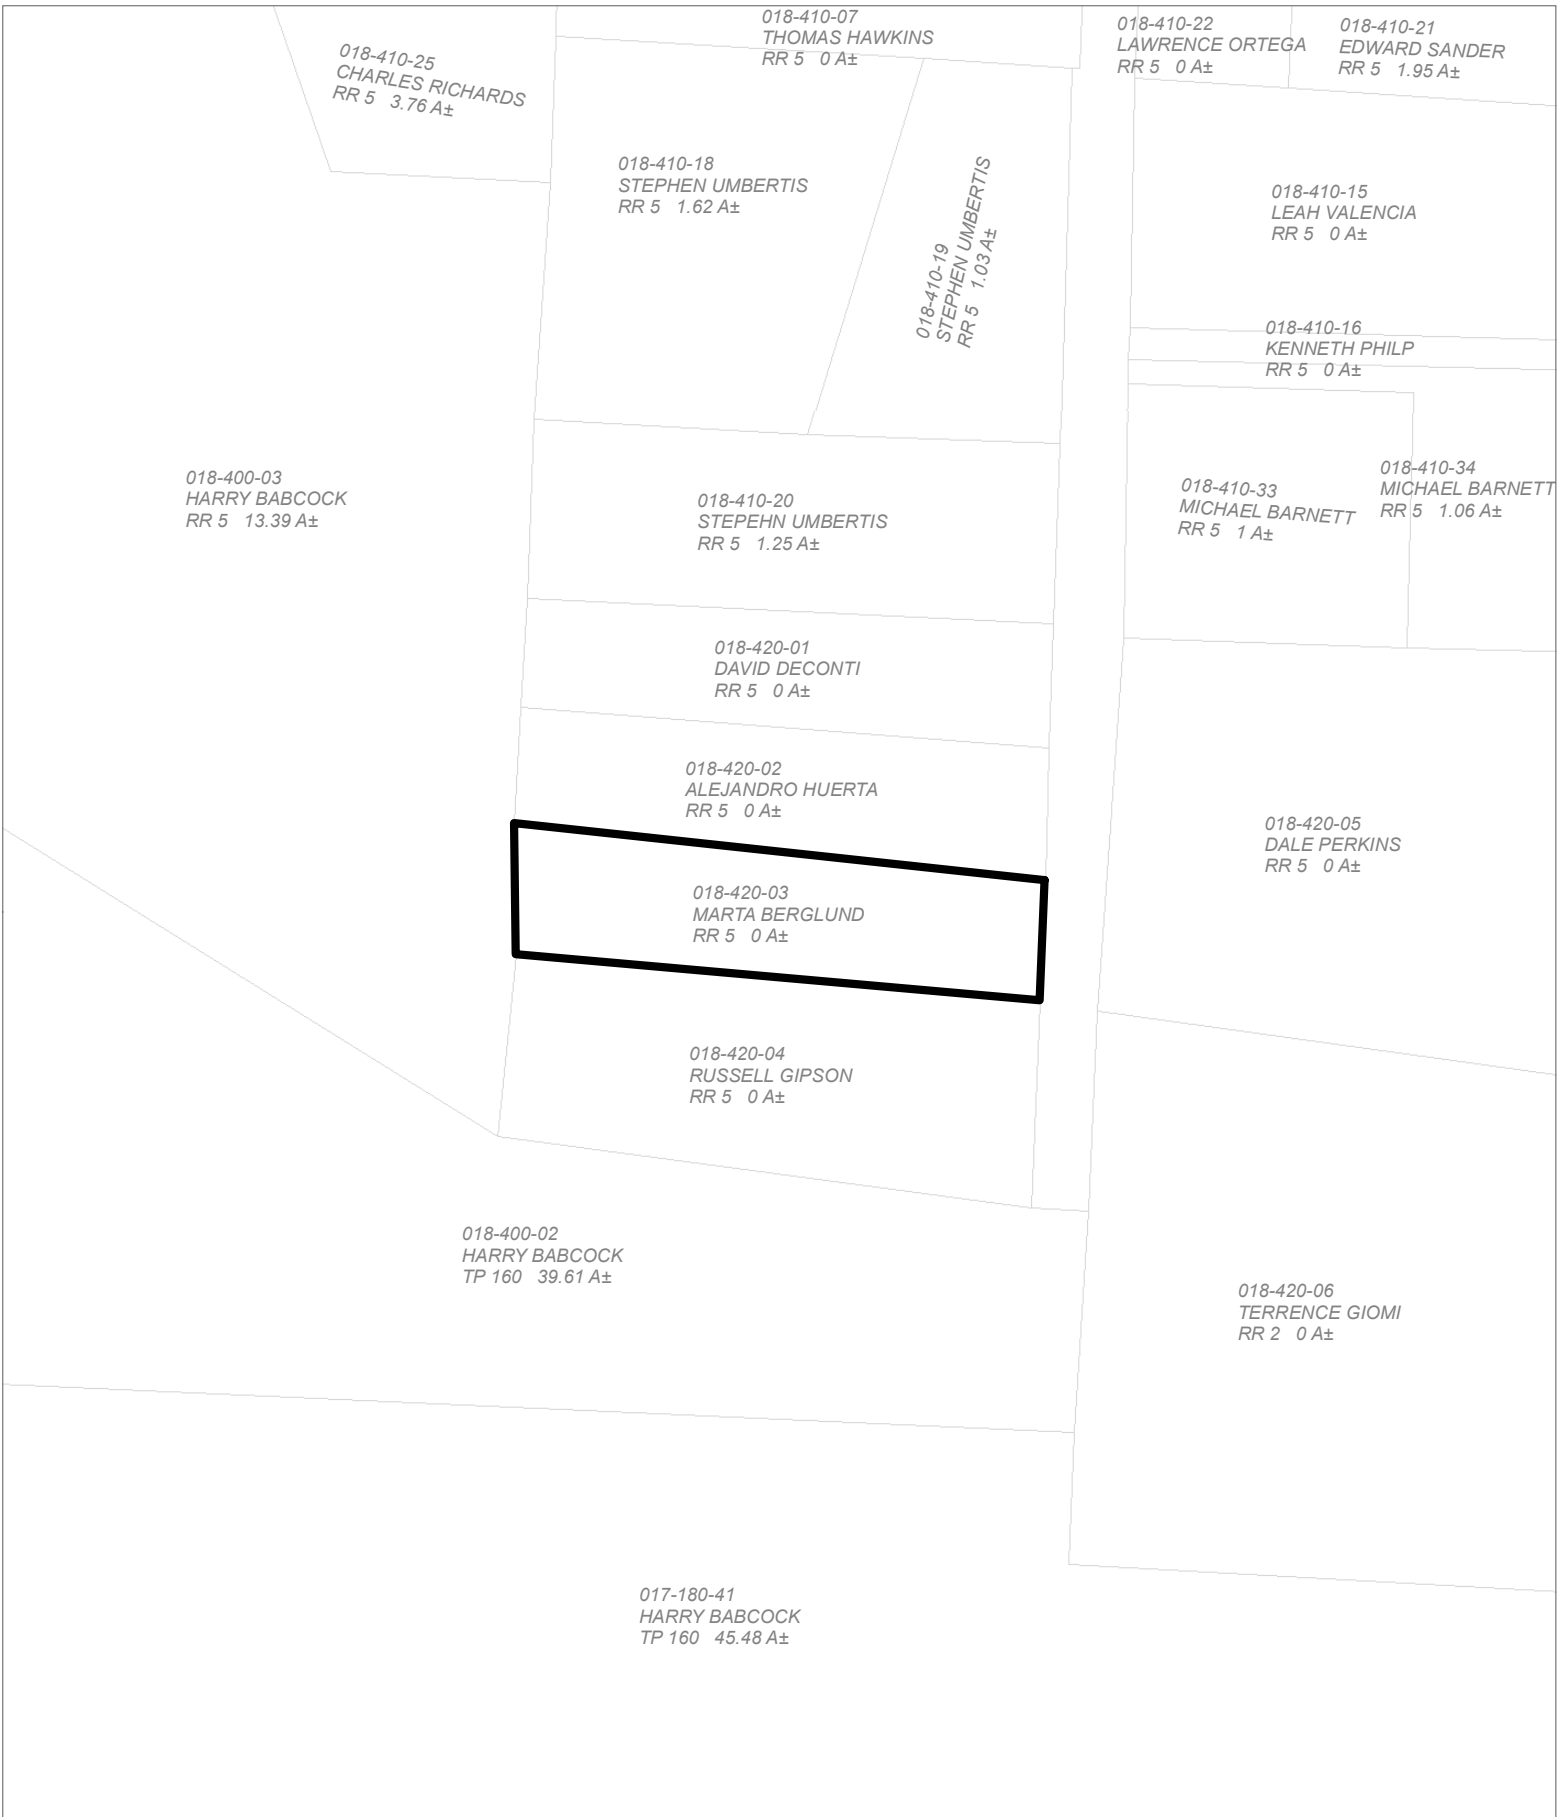 018-410-07
THOMAS HAWKINS
RR 5 0 A±
018-410-22
LAWRENCE ORTEGA
RR 5 0 A±
018-410-21
EDWARD SANDER
RR 5 1.95 A±
018-410-25
CHARLES RICHARDS
RR 5 3.76 A±
018-410-18
STEPHEN UMBERTIS
RR 5 1.62 A±
018-410-19
STEPHEN UMBERTIS
RR 5 1.03 A±
018-410-15
LEAH VALENCIA
RR 5 0 A±
018-410-16
KENNETH PHILP
RR 5 0 A±
018-400-03
HARRY BABCOCK
RR 5 13.39 A±
018-410-20
STEPEHN UMBERTIS
RR 5 1.25 A±
018-410-33
MICHAEL BARNETT
RR 5 1 A±
018-410-34
MICHAEL BARNETT
RR 5 1.06 A±
018-420-01
DAVID DECONTI
RR 5 0 A±
018-420-02
ALEJANDRO HUERTA
RR 5 0 A±
018-420-05
DALE PERKINS
RR 5 0 A±
018-420-03
MARTA BERGLUND
RR 5 0 A±
018-420-04
RUSSELL GIPSON
RR 5 0 A±
018-400-02
HARRY BABCOCK
TP 160 39.61 A±
018-420-06
TERRENCE GIOMI
RR 2 0 A±
017-180-41
HARRY BABCOCK
TP 160 45.48 A±